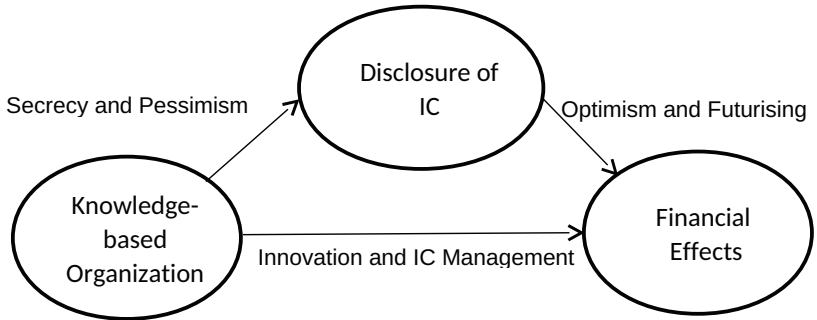 Disclosure of
IC
Secrecy and Pessimism
Optimism and Futurising
Knowledge-
based
Organization
Financial
Effects
Innovation and IC Management